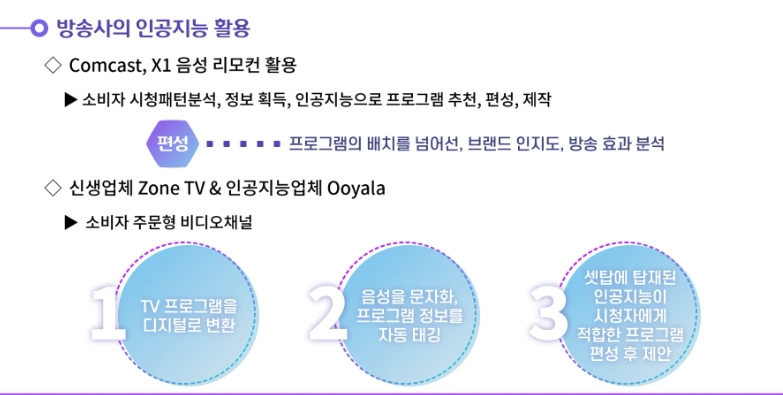 방송사의 인공지능 활용
◇ Comcast, X1 음성 리모컨 활용
▶ 소비자 시청패턴분석, 정보 획득, 인공지능으로 프로그램 추천, 편성, 제작
편성 프로그램의 배치를 넘어선, 브랜드 인지도, 방송 효과 분석
◇ 신생업체 Zone TV & 인공지능업체 Ooyala
▶ 소비자 주문형 비디오채널
1
TV 프로그램을
디지털로 변환
2
음성을 문자화,
프로그램 정보를
자동 태깅
3
셋탑에 탑재된
인공지능이
시청자에게
적합한 프로그램
편성 후 제안